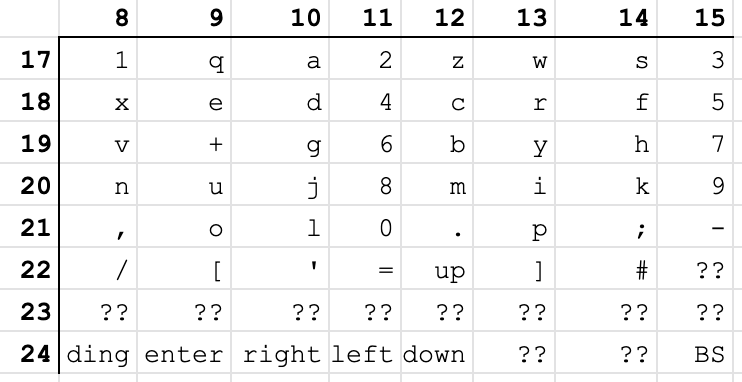 8 9 10 11 12 13 14 15
17 1 q a 2 z w s 3
18 x e d 4 c r f 5
19 v + g 6 b y h 7
20 n u j 8 m i k 9
21 , o l 0 . p ; -
22 / [ ' = up ] # ??
23 ?? ?? ?? ?? ?? ?? ?? ??
24 ding enter right left down ?? ?? BS